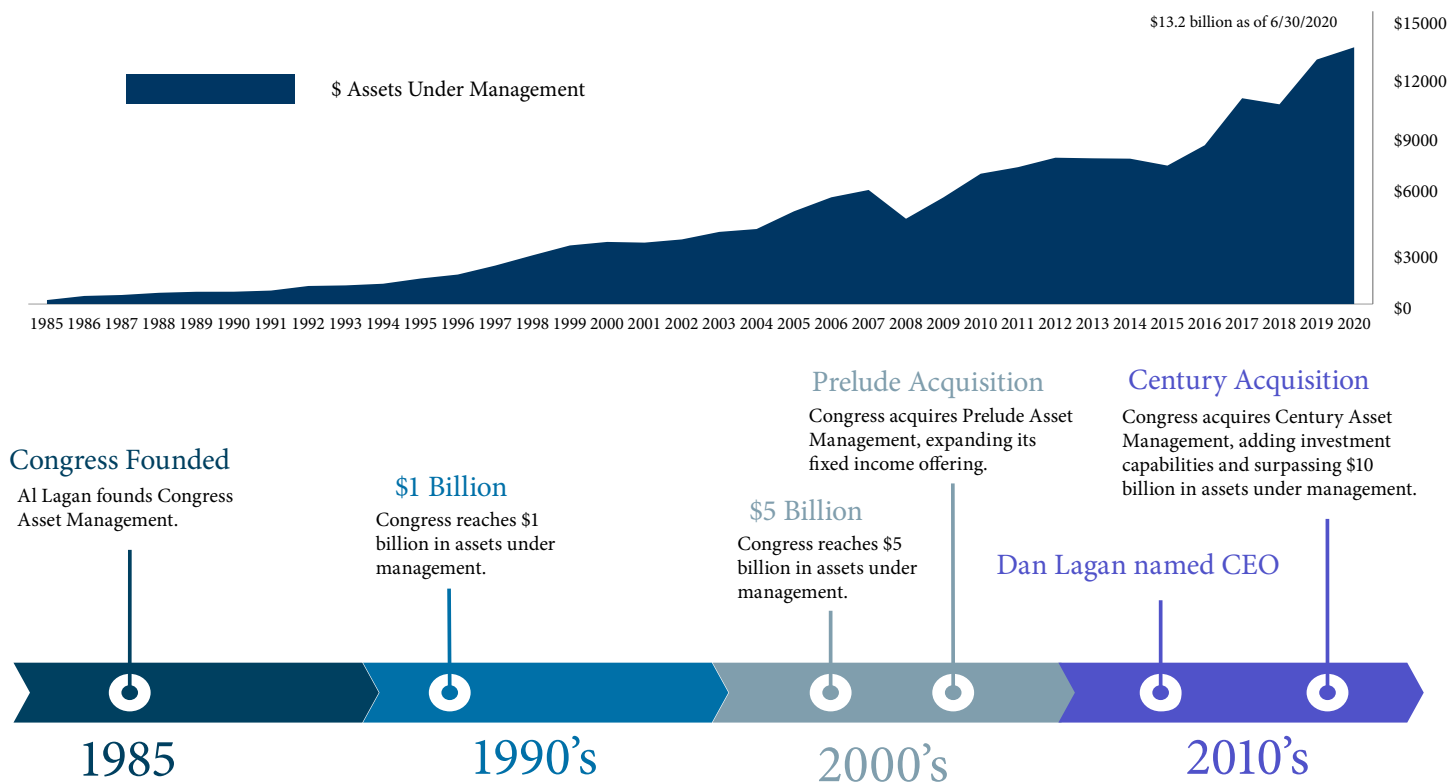 $13.2 billion as of 6/30/2020
$ Assets Under Management
$15000
$12000
$9000
$6000
$3000
$0
1985 1986 1987 1988 1989 1990 1991 1992 1993 1994 1995 1996 1997 1998 1999 2000 2001 2002 2003 2004 2005 2006 2007 2008 2009 2010 2011 2012 2013 2014 2015 2016 2017 2018 2019 2020
Congress Founded
Al Lagan founds Congress
Asset Management.
$1 Billion
Congress reaches $1
billion in assets under
management.
$5 Billion
Congress reaches $5
billion in assets under
management.
Prelude Acquisition
Congress acquires Prelude Asset
Management, expanding its
fixed income offering.
Dan Lagan named CEO
Century Acquisition
Congress acquires Century Asset
Management, adding investment
capabilities and surpassing $10
billion in assets under management.
1985
1990’s
2000’s
2010’s